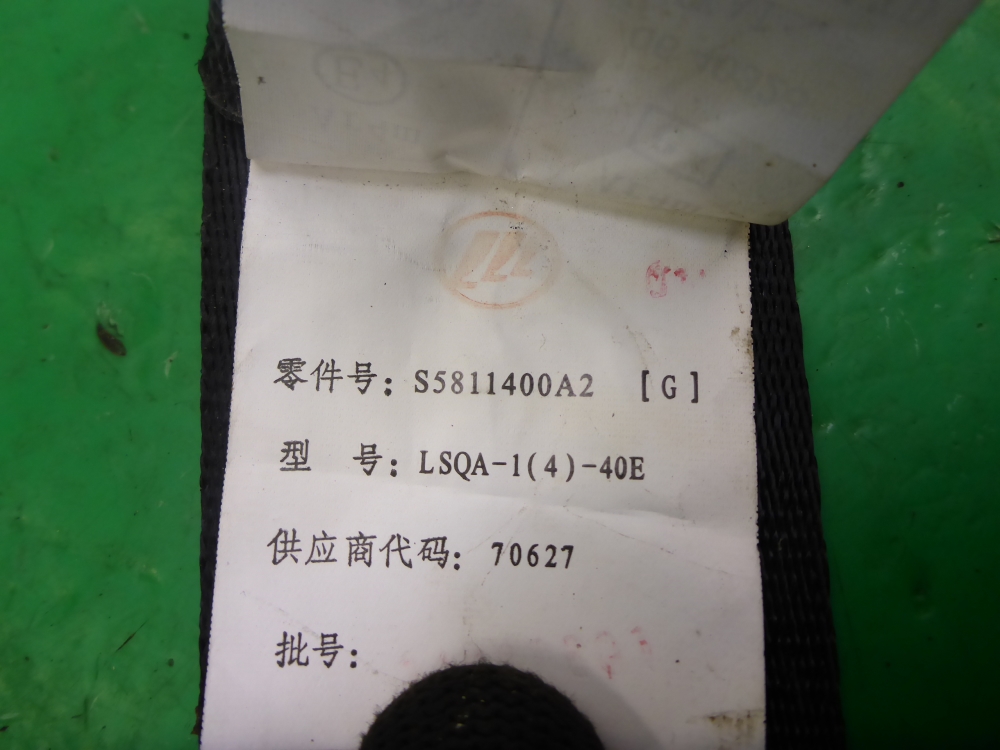 零件号: S5811400A2 [G]
型 号: LSQA-1(4)-40E
供应商代码: 70627
批号: